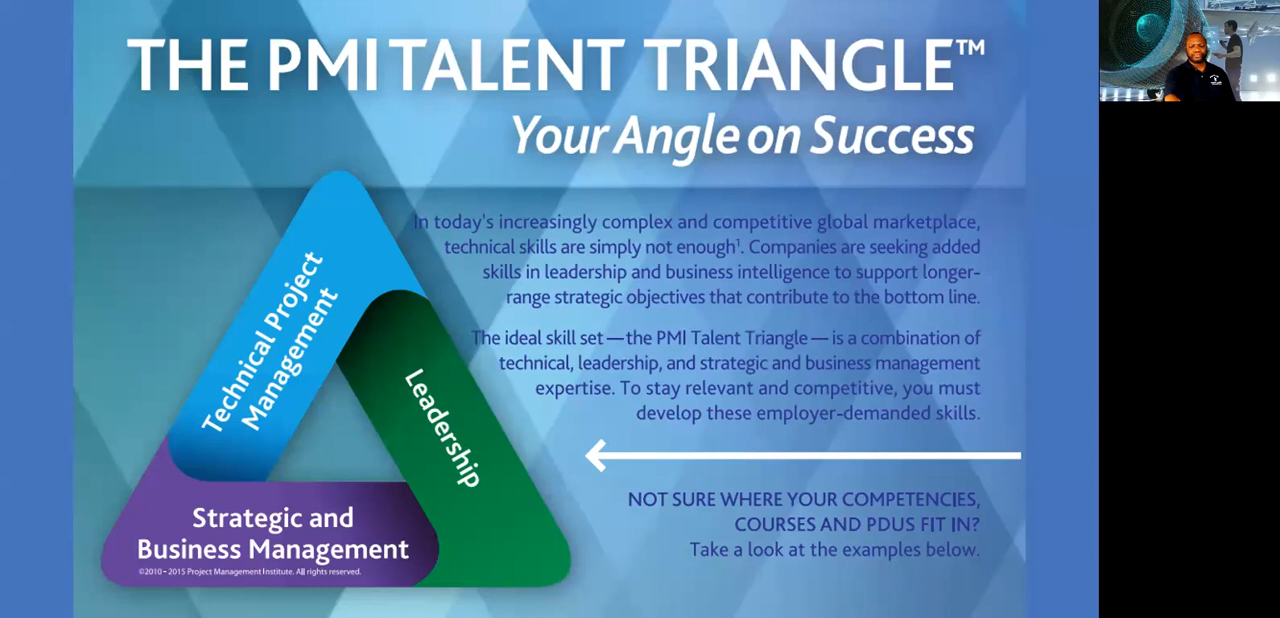 THE PMI TALENT TRIANGLE™
Your Angle on Success
In today's increasingly complex and competitive global marketplace,
technical skills are simply not enough¹. Companies are seeking added
skills in leadership and business intelligence to support longer-
range strategic objectives that contribute to the bottom line.
The ideal skill set — the PMI Talent Triangle — is a combination of
technical, leadership, and strategic and business management
expertise. To stay relevant and competitive, you must
develop these employer-demanded skills.
NOT SURE WHERE YOUR COMPETENCIES,
COURSES AND PDUS FIT IN?
Take a look at the examples below.
Technical Project
Management
Leadership
Strategic and
Business Management
©2010 – 2015 Project Management Institute. All rights reserved.